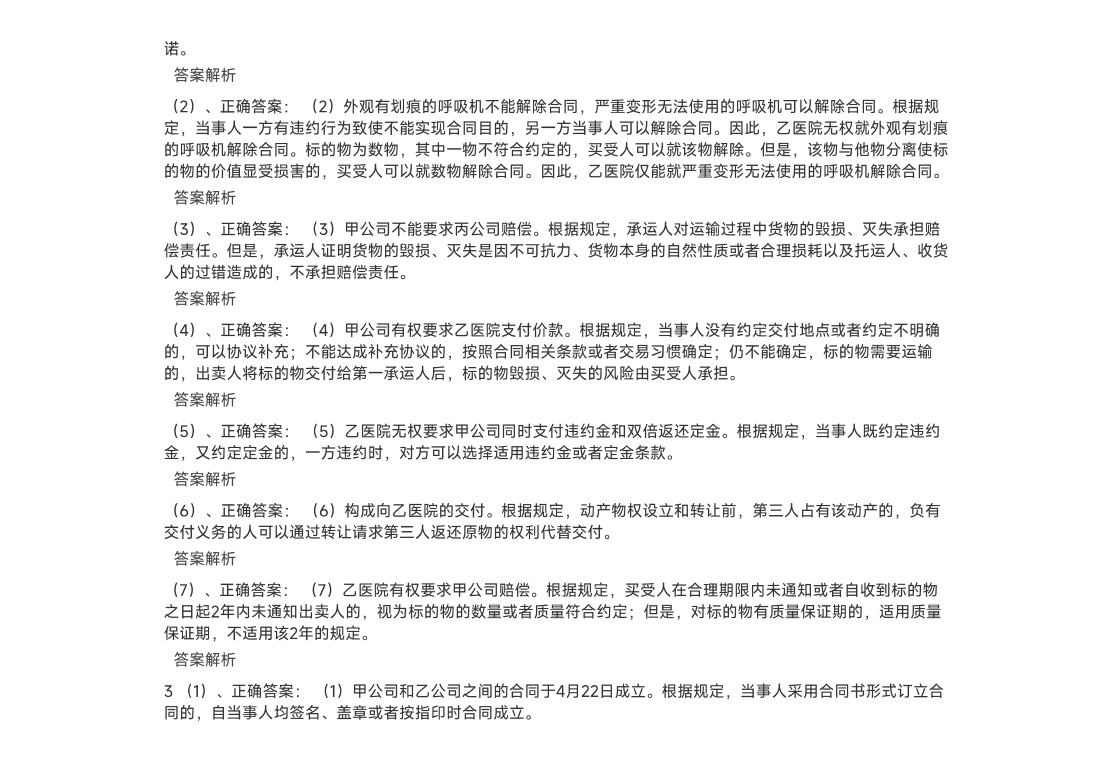 诺。
答案解析
（2）、正确答案： （2）外观有划痕的呼吸机不能解除合同，严重变形无法使用的呼吸机可以解除合同。根据规
定，当事人一方有违约行为致使不能实现合同目的，另一方当事人可以解除合同。因此，乙医院无权就外观有划痕
的呼吸机解除合同。标的物为数物，其中一物不符合约定的，买受人可以就该物解除。但是，该物与他物分离使标
的物的价值显受损害的，买受人可以就数物解除合同。因此，乙医院仅能就严重变形无法使用的呼吸机解除合同。
答案解析
（3）、正确答案： （3）甲公司不能要求丙公司赔偿。根据规定，承运人对运输过程中货物的毁损、灭失承担赔
偿责任。但是，承运人证明货物的毁损、灭失是因不可抗力、货物本身的自然性质或者合理损耗以及托运人、收货
人的过错造成的，不承担赔偿责任。
答案解析
（4）、正确答案： （4）甲公司有权要求乙医院支付价款。根据规定，当事人没有约定交付地点或者约定不明确
的，可以协议补充；不能达成补充协议的，按照合同相关条款或者交易习惯确定；仍不能确定，标的物需要运输
的，出卖人将标的物交付给第一承运人后，标的物毁损、灭失的风险由买受人承担。
答案解析
（5）、正确答案： （5）乙医院无权要求甲公司同时支付违约金和双倍返还定金。根据规定，当事人既约定违约
金，又约定定金的，一方违约时，对方可以选择适用违约金或者定金条款。
答案解析
（6）、正确答案： （6）构成向乙医院的交付。根据规定，动产物权设立和转让前，第三人占有该动产的，负有
交付义务的人可以通过转让请求第三人返还原物的权利代替交付。
答案解析
（7）、正确答案： （7）乙医院有权要求甲公司赔偿。根据规定，买受人在合理期限内未通知或者自收到标的物
之日起2年内未通知出卖人的，视为标的物的数量或者质量符合约定；但是，对标的物有质量保证期的，适用质量
保证期，不适用该2年的规定。
答案解析
3 （1）、正确答案： （1）甲公司和乙公司之间的合同于4月22日成立。根据规定，当事人采用合同书形式订立合
同的，自当事人均签名、盖章或者按指印时合同成立。